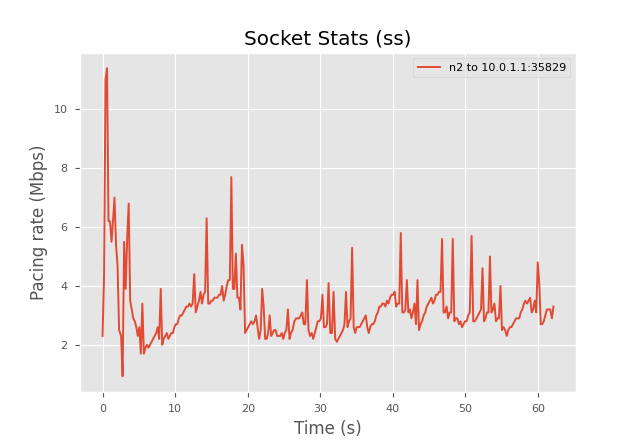 Socket Stats (ss)
n2 to 10.0.1.1:35829
Pacing rate (Mbps)
10
8
6
4
2
0 10 20 30 40 50 60
Time (s)